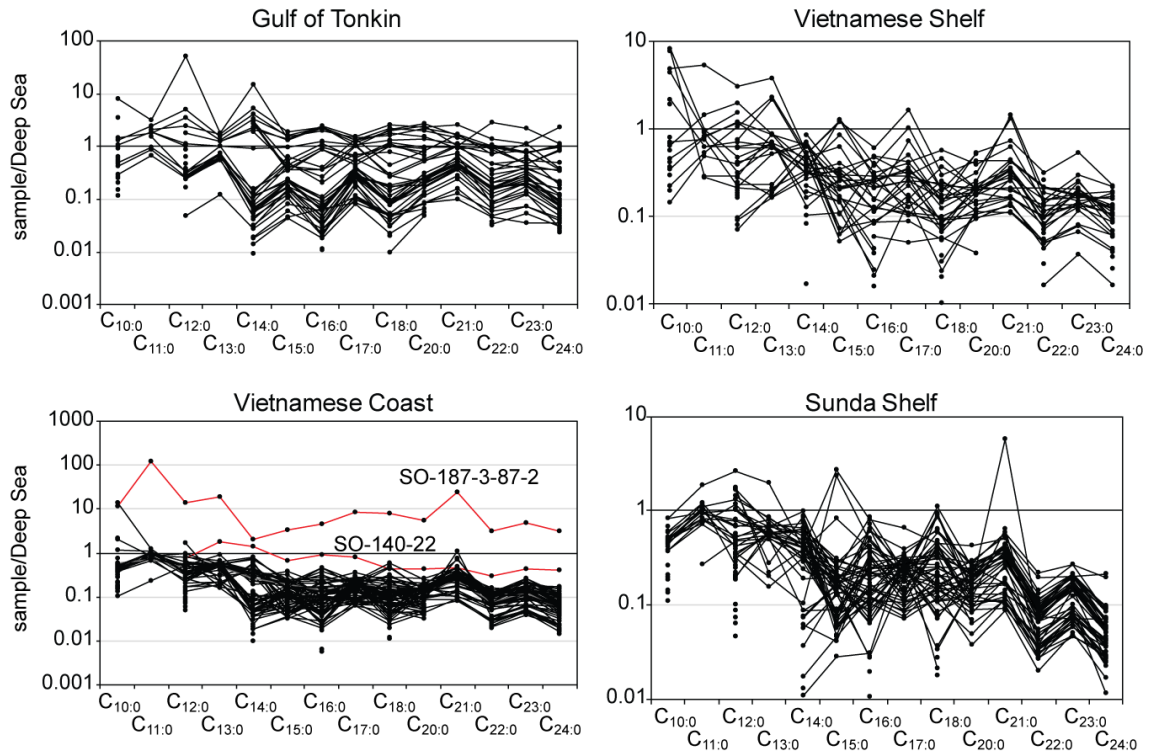 Gulf of Tonkin
sample/Deep Sea
100
10
1
0.1
0.01
0.001
C10:0 C12:0 C14:0 C16:0 C18:0 C21:0 C23:0
C11:0 C13:0 C15:0 C17:0 C20:0 C22:0 C24:0
Vietnamese Shelf
10
1
0.1
0.01
C10:0 C12:0 C14:0 C16:0 C18:0 C21:0 C23:0
C11:0 C13:0 C15:0 C17:0 C20:0 C22:0 C24:0
Vietnamese Coast
sample/Deep Sea
1000
100
10
1
0.1
0.01
0.001
SO-187-3-87-2
SO-140-22
C10:0 C12:0 C14:0 C16:0 C18:0 C21:0 C23:0
C11:0 C13:0 C15:0 C17:0 C20:0 C22:0 C24:0
Sunda Shelf
10
1
0.1
0.01
C10:0 C12:0 C14:0 C16:0 C18:0 C21:0 C23:0
C11:0 C13:0 C15:0 C17:0 C20:0 C22:0 C24:0